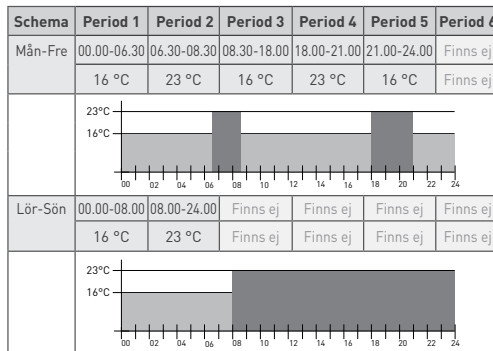 Schema Period 1 Period 2 Period 3 Period 4 Period 5 Period 6
Mån-Fre 00.00-06.30 06.30-08.30 08.30-18.00 18.00-21.00 21.00-24.00 Finns ej
16 °C 23 °C 16 °C 23 °C 16 °C Finns ej
23°C
16°C
00 02 04 06 08 10 12 14 16 18 20 22 24
Lör-Sön 00.00-08.00 08.00-24.00 Finns ej Finns ej Finns ej Finns ej
16 °C 23 °C Finns ej Finns ej Finns ej Finns ej
23°C
16°C
00 02 04 06 08 10 12 14 16 18 20 22 24